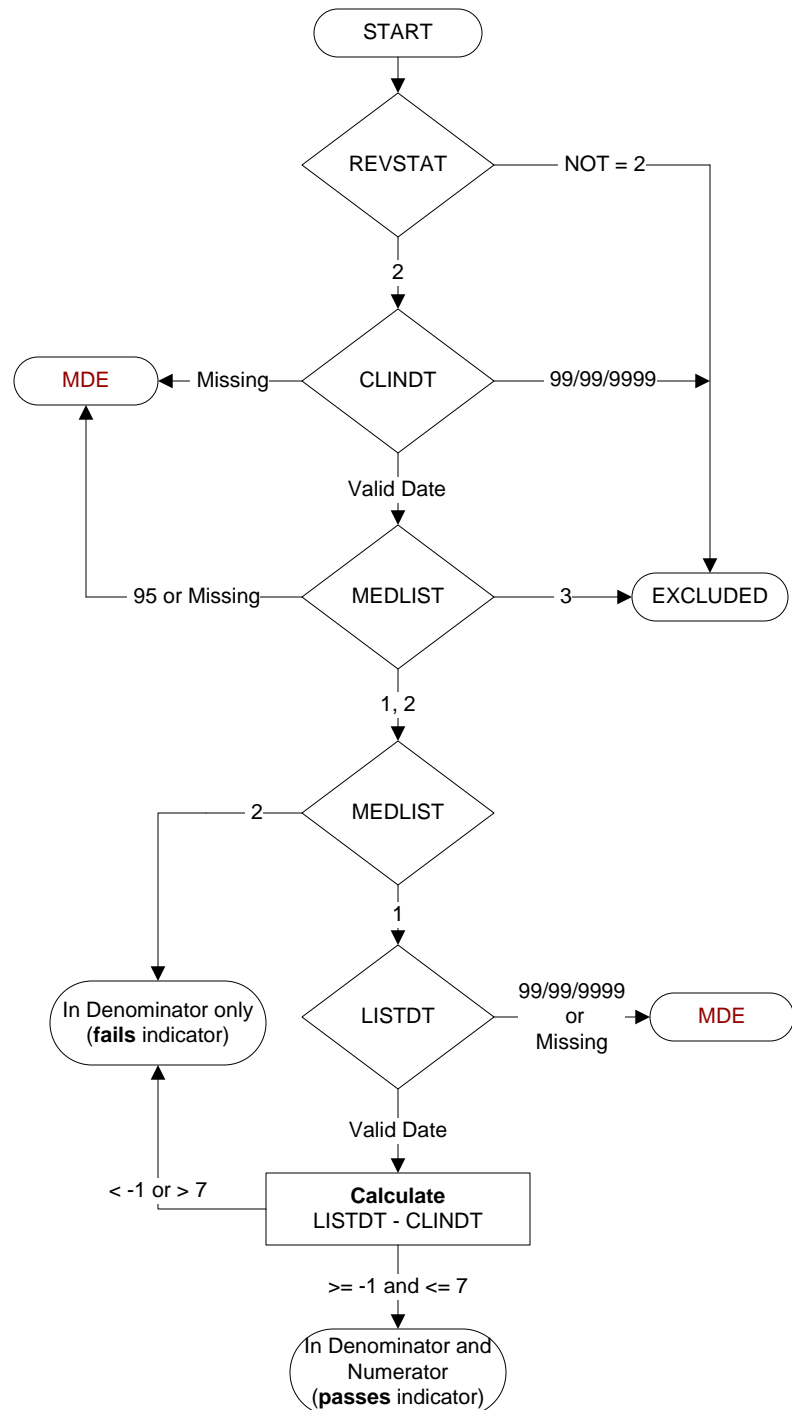 START
REVSTAT
NOT = 2
2
MDE
Missing
CLINDT
99/99/9999
Valid Date
95 or Missing
MEDLIST
3
EXCLUDED
1, 2
2
MEDLIST
1
In Denominator only
(fails indicator)
LISTDT
99/99/9999
or
Missing
MDE
Valid Date
< -1 or > 7
Calculate
LISTDT - CLINDT
>= -1 and <= 7
In Denominator and
Numerator
(passes indicator)